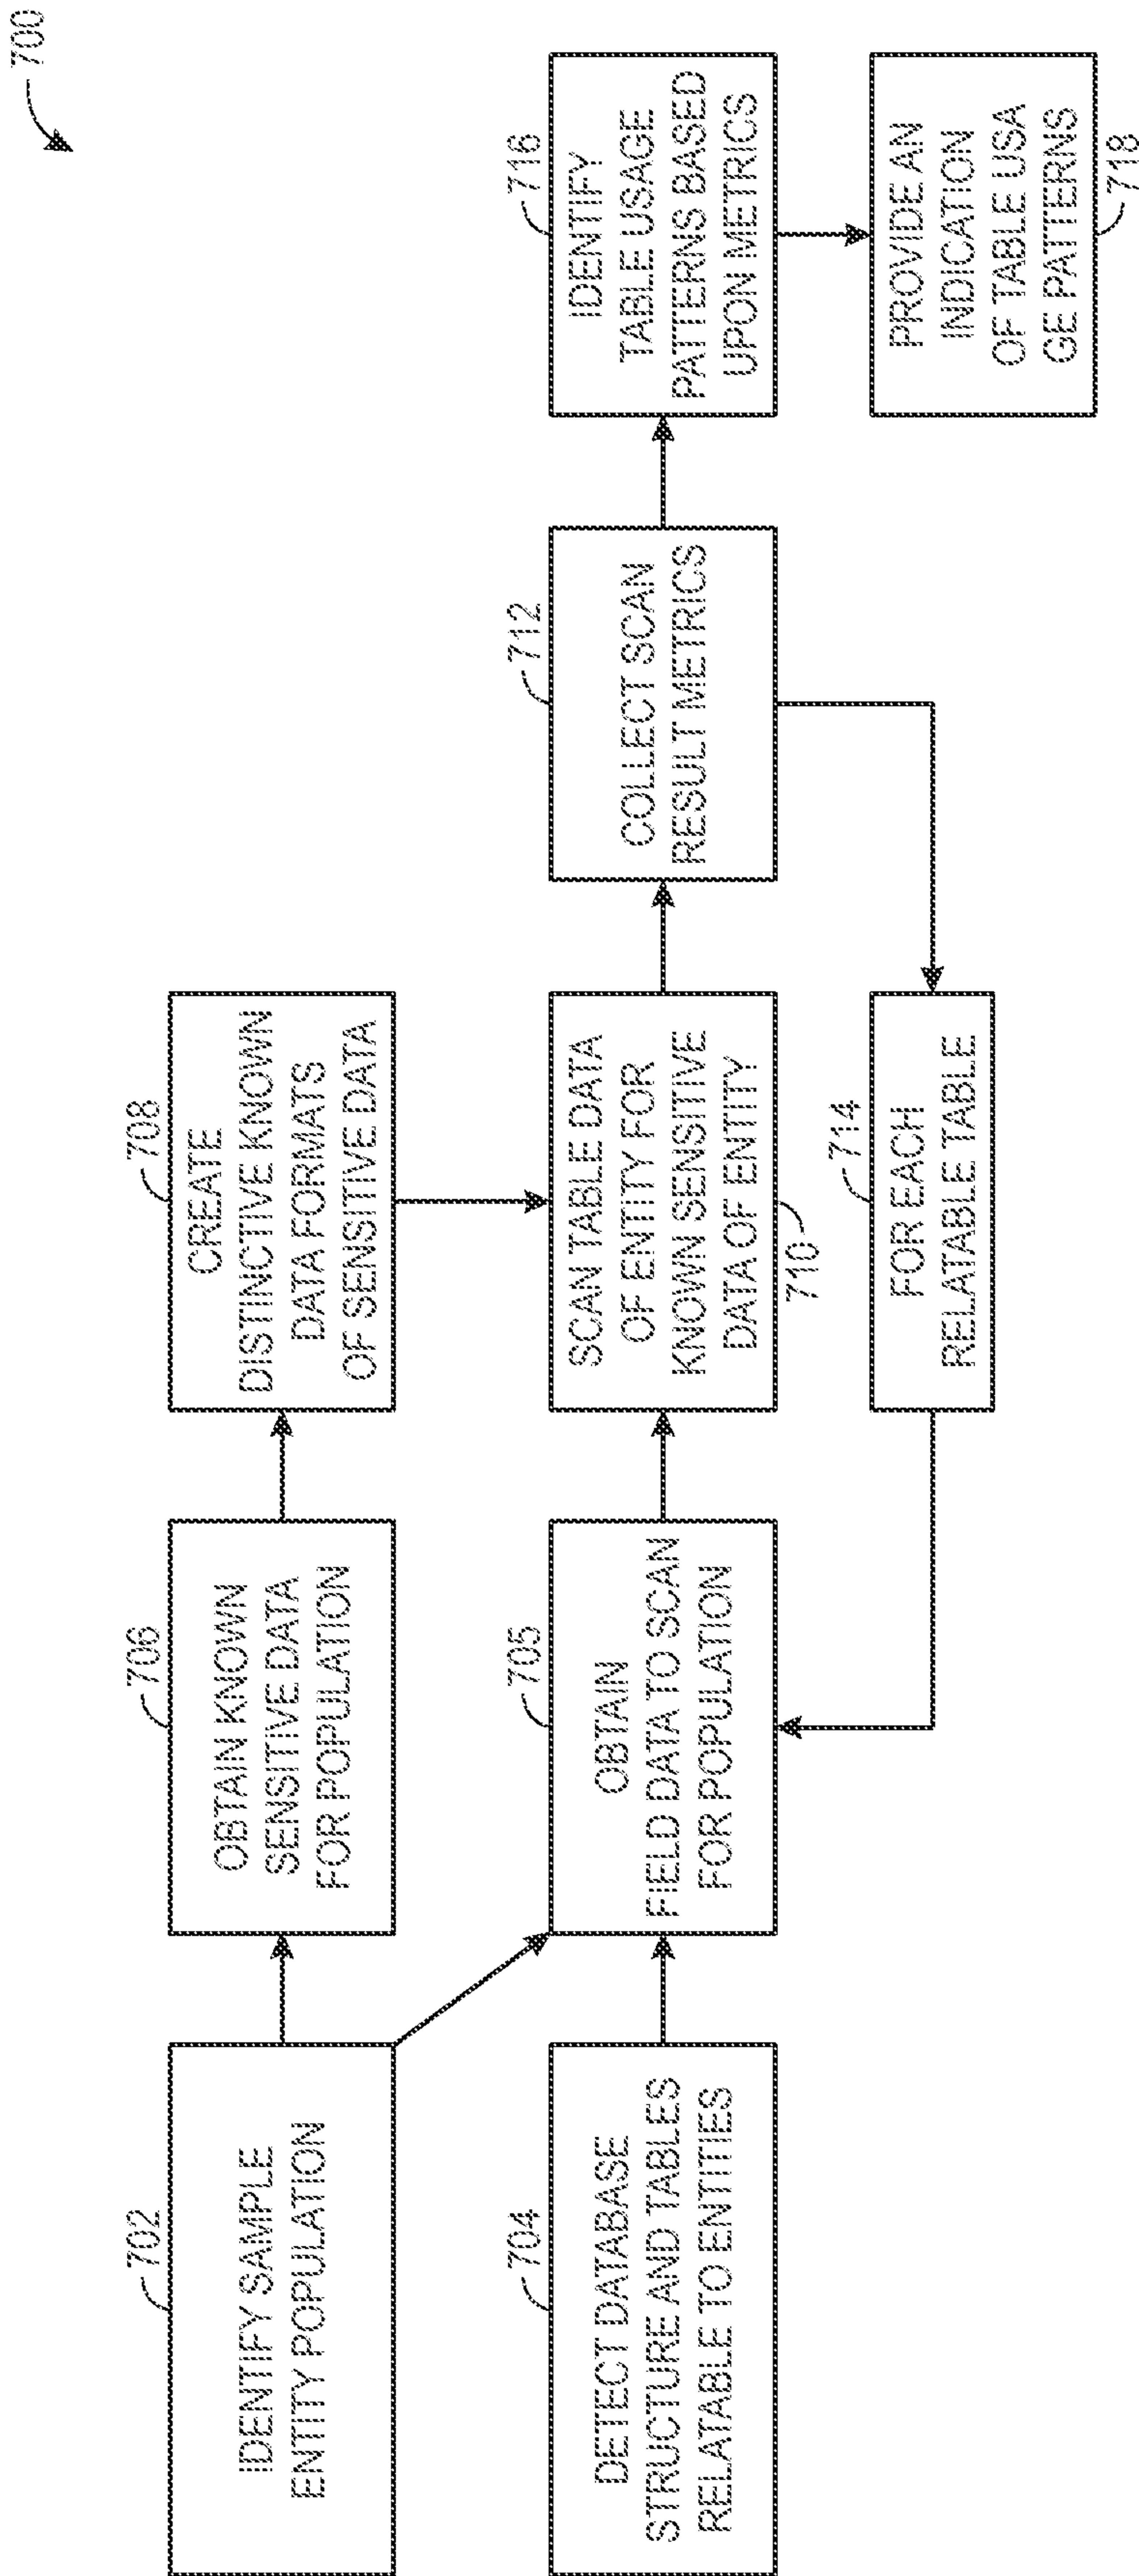 700
702
IDENTIFY SAMPLE
ENTITY POPULATION
706
OBTAIN KNOWN
SENSITIVE DATA
FOR POPULATION
708
CREATE
DISTINCTIVE KNOWN
DATA FORMATS
OF SENSITIVE DATA
704
DETECT DATABASE
STRUCTURE AND TABLES
RELATABLE TO ENTITIES
705
OBTAIN
FIELD DATA TO SCAN
FOR POPULATION
SCAN TABLE DATA
OF ENTITY FOR
KNOWN SENSITIVE
DATA OF ENTITY
710
712
COLLECT SCAN
RESULT METRICS
714
FOR EACH
RELATABLE TABLE
716
IDENTIFY
TABLE USAGE
PATTERNS BASED
UPON METRICS
PROVIDE AN
INDICATION
OF TABLE USA
GE PATTERNS
718